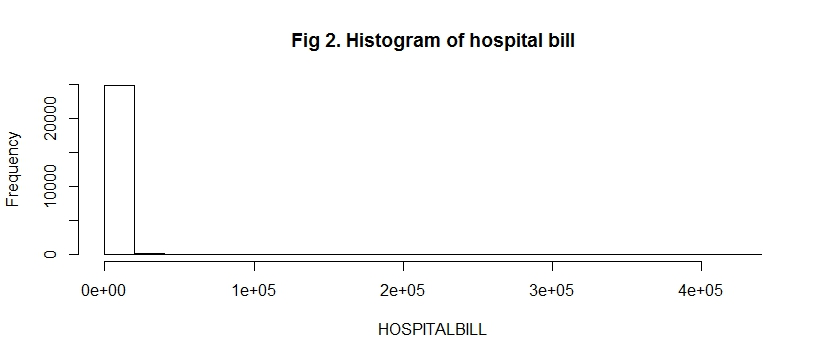 Fig 2. Histogram of hospital bill
Frequency
20000
10000
0
0e+00 1e+05 2e+05 3e+05 4e+05
HOSPITALBILL